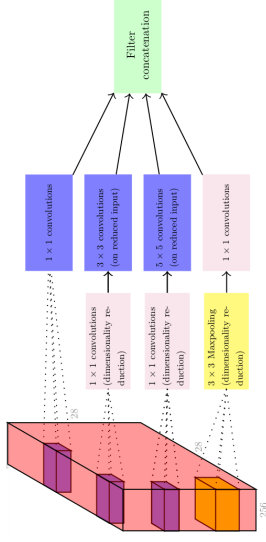 Filter
concatenation
1 × 1 convolutions
3 × 3 convolutions
(on reduced input)
5 × 5 convolutions
(on reduced input)
1 × 1 convolutions
1 × 1 convolutions
(dimensionality re-
duction)
1 × 1 convolutions
(dimensionality re-
duction)
3 × 3 Maxpooling
(dimensionality re-
duction)
28
28
256